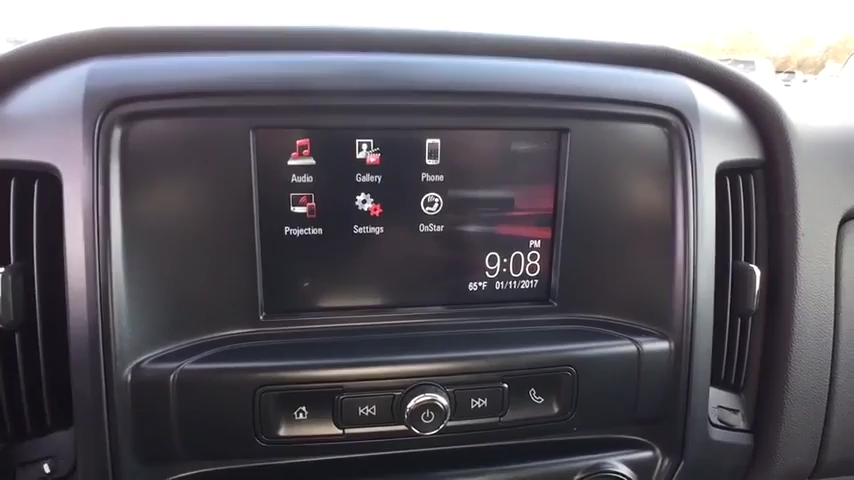 Audio Gallery Phone
Projection Settings OnStar
PM
9:08
65°F 01/11/2017